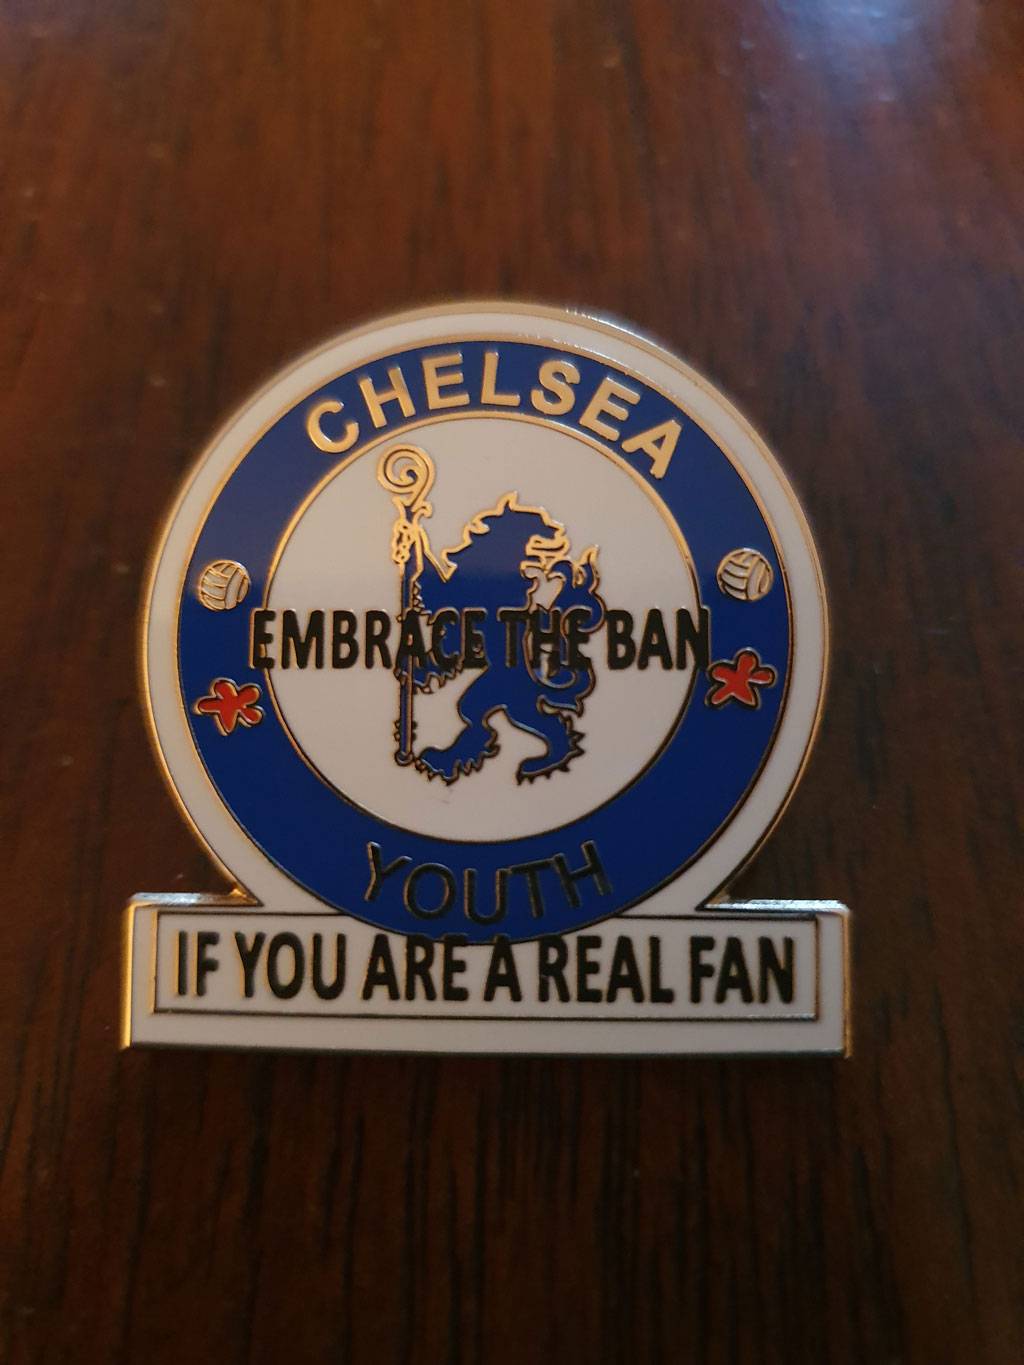 CHELSEA
EMBRACE THE BAN
YOUTH
IF YOU ARE A REAL FAN